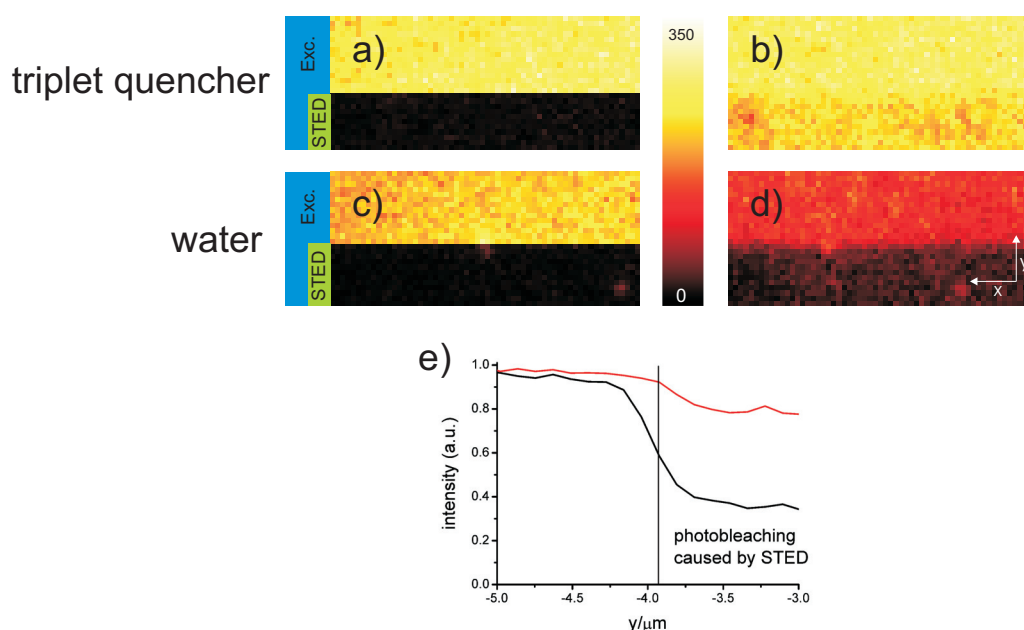 triplet quencher
Exc.
STED
a)
350
0
b)
water
Exc.
STED
c)
d)
y
x
e)
intensity (a.u.)
1.0
0.8
0.6
0.4
0.2
0.0
photobleaching
caused by STED
-5.0 -4.5 -4.0 -3.5 -3.0
y/µm